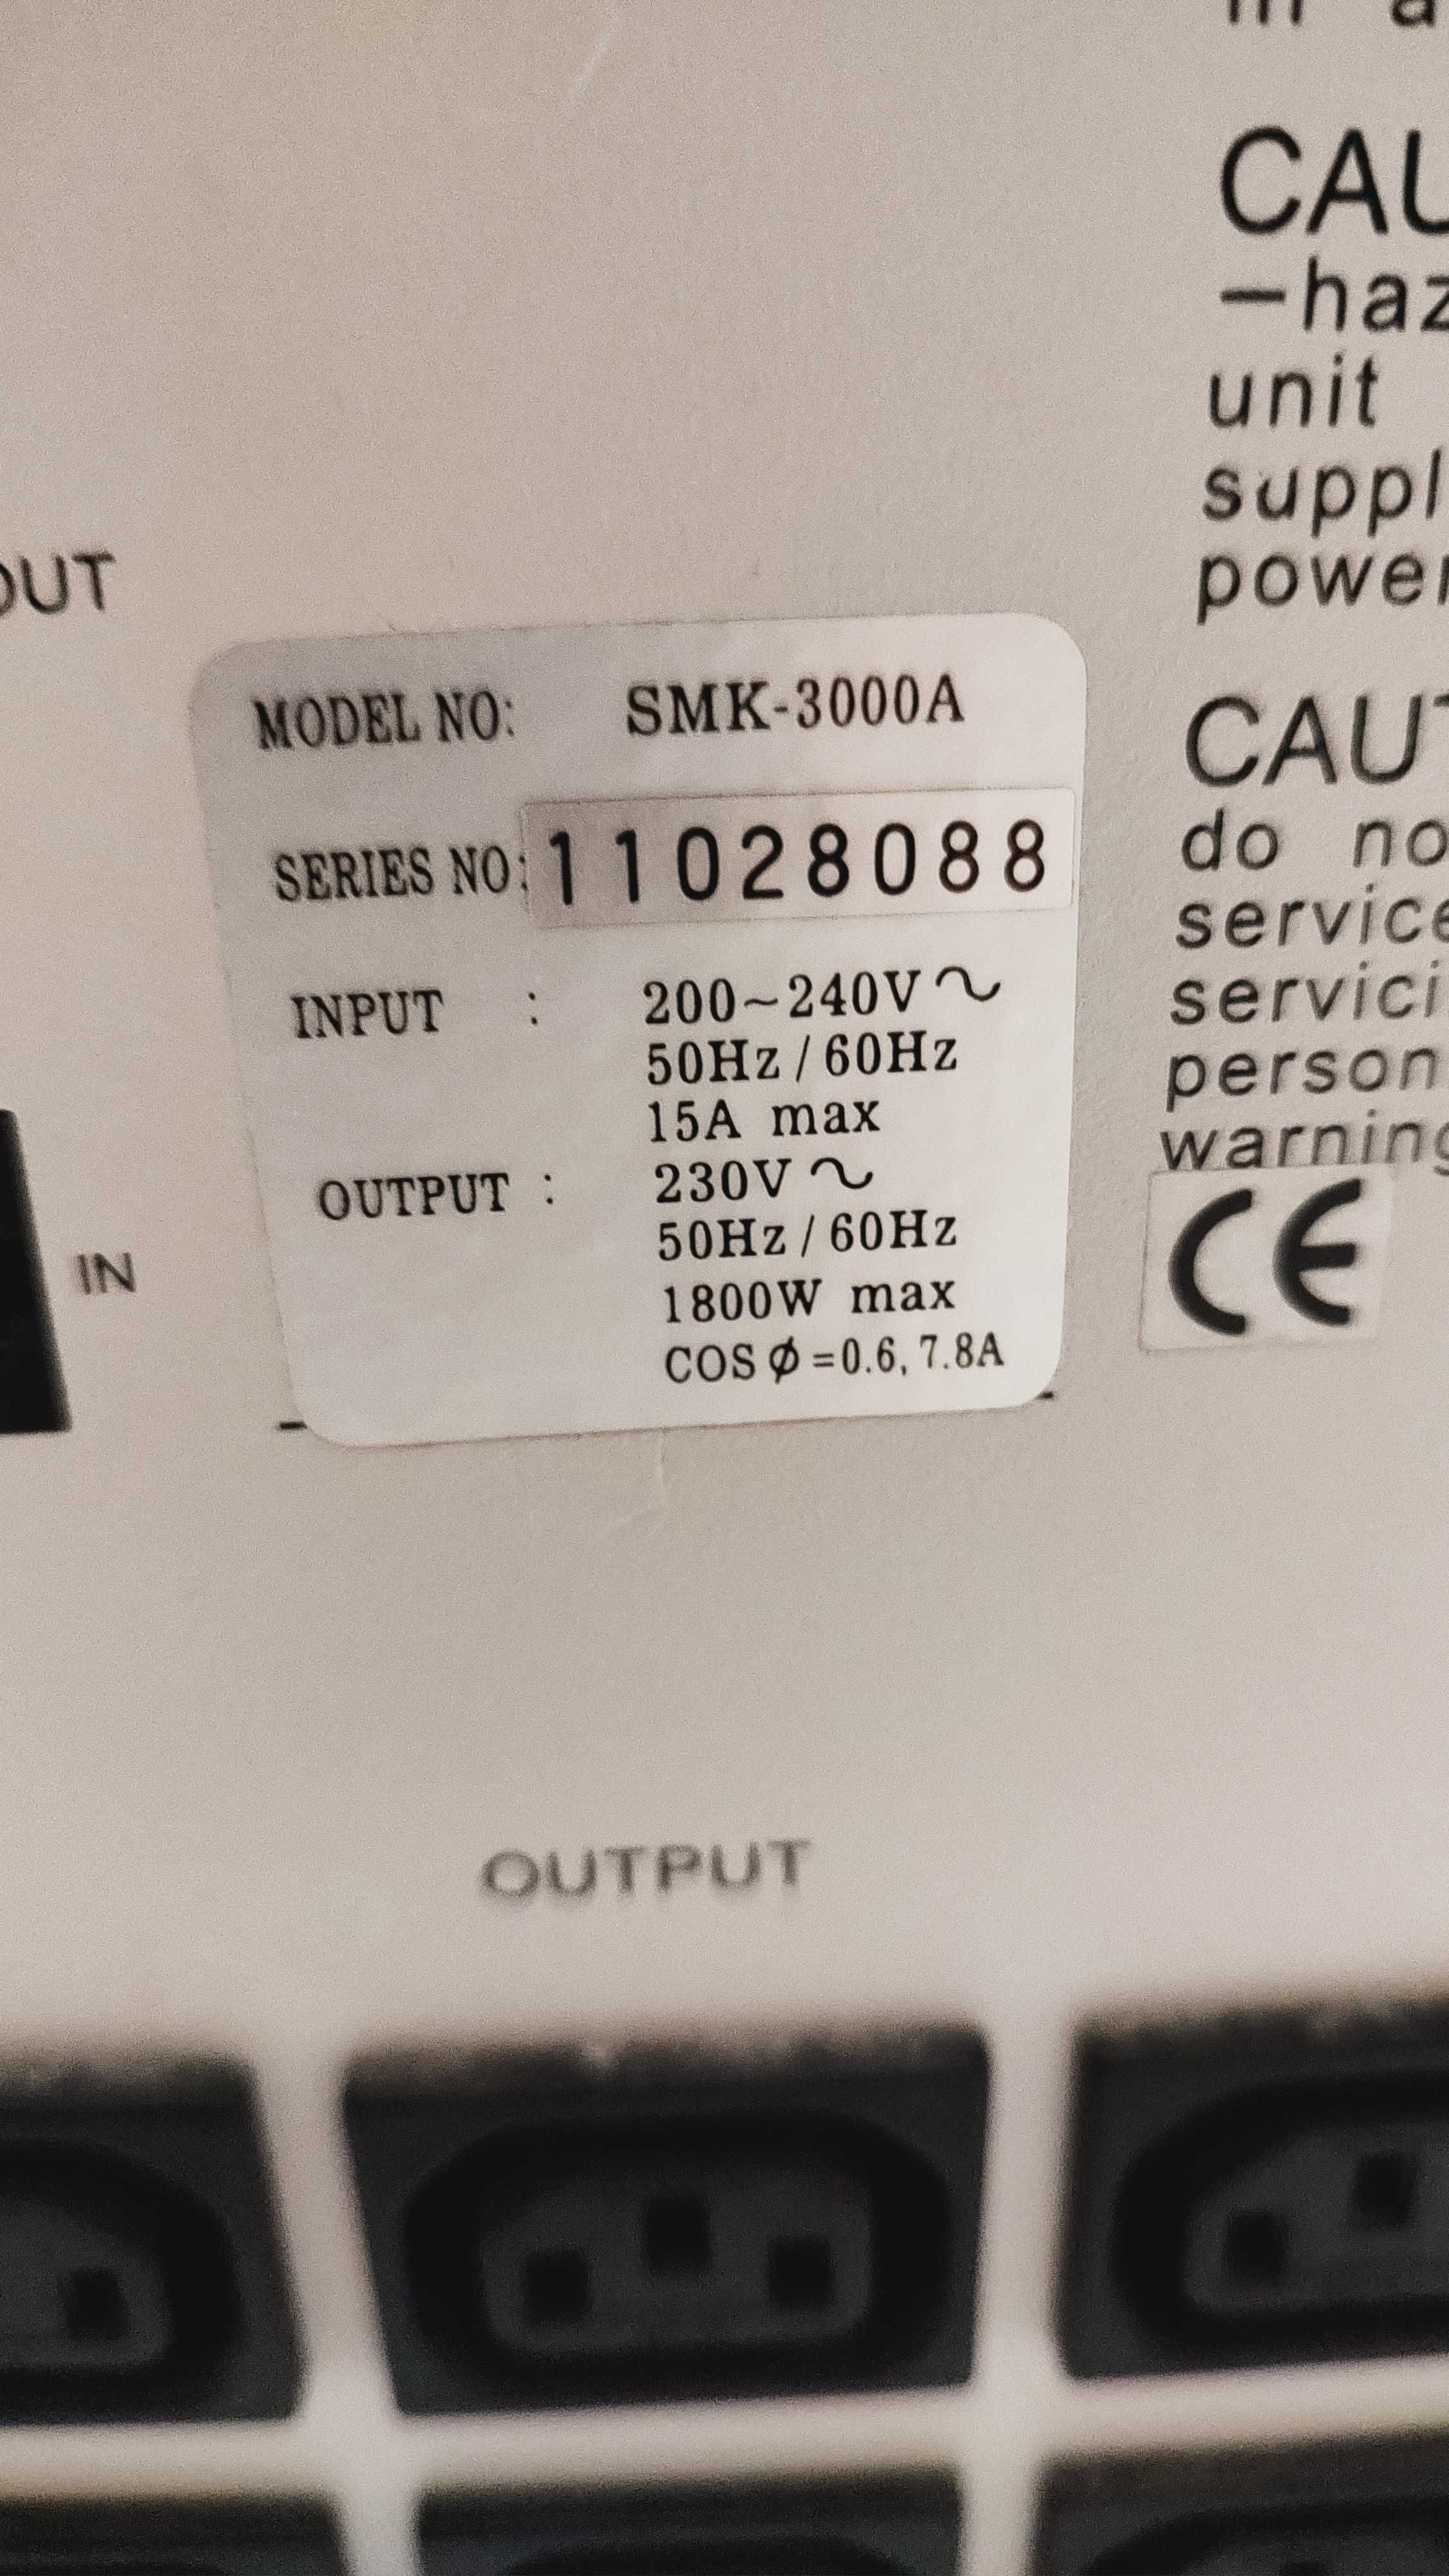 CAU
-haz
unit
suppl
power
OUT
MODEL NO: SMK-3000A
SERIES NO: 11028088
INPUT : 200~240V ~
50Hz/60Hz
15A max
OUTPUT : 230V ~
50Hz/60Hz
1800W max
COS Φ=0.6, 7.8A
CAUT
do no
service
servici
person
warning
CE
IN
OUTPUT